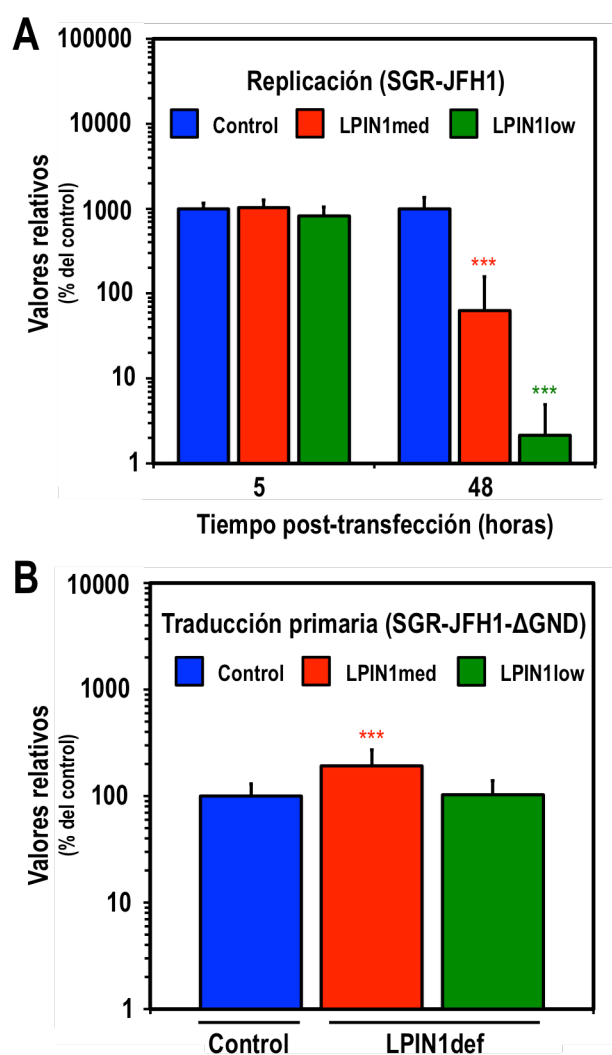 A
100000
10000
1000
100
10
1
Valores relativos
(% del control)
Replicación (SGR-JFH1)
Control LPIN1med LPIN1low
***
***
5 48
Tiempo post-transfección (horas)
B
10000
1000
100
10
1
Valores relativos
(% del control)
Traducción primaria (SGR-JFH1-ΔGND)
Control LPIN1med LPIN1low
***
Control LPIN1def